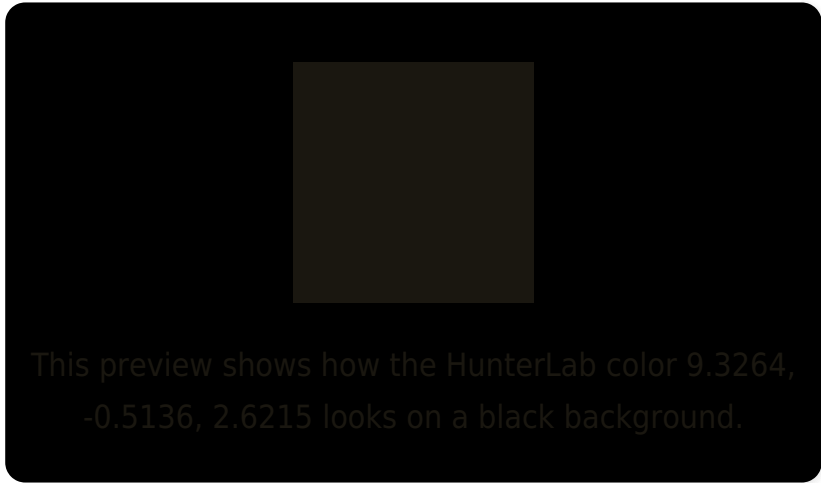 This preview shows how the HunterLab color 9.3264,
-0.5136, 2.6215 looks on a black background.